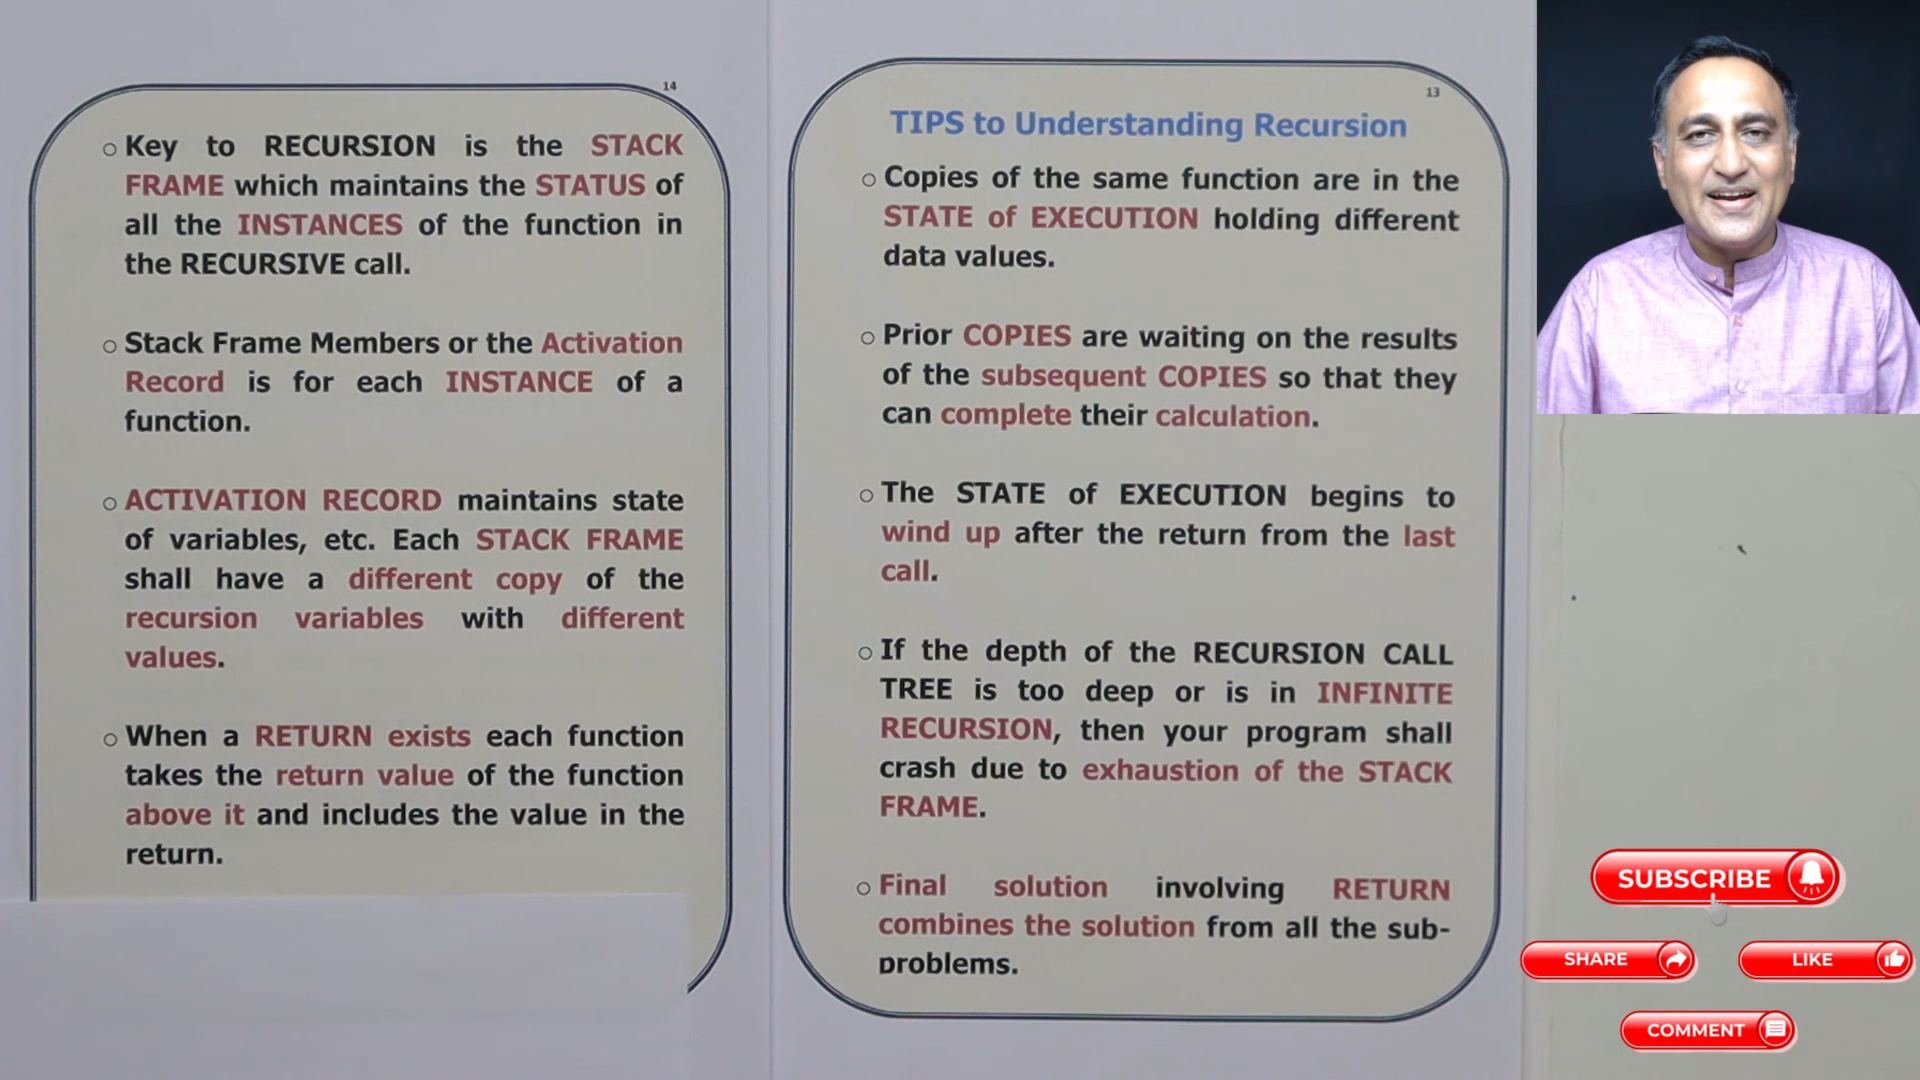 14
○ Key to RECURSION is the STACK
FRAME which maintains the STATUS of
all the INSTANCES of the function in
the RECURSIVE call.
○ Stack Frame Members or the Activation
Record is for each INSTANCE of a
function.
○ ACTIVATION RECORD maintains state
of variables, etc. Each STACK FRAME
shall have a different copy of the
recursion variables with different
values.
○ When a RETURN exists each function
takes the return value of the function
above it and includes the value in the
return.
13
TIPS to Understanding Recursion
○ Copies of the same function are in the
STATE of EXECUTION holding different
data values.
○ Prior COPIES are waiting on the results
of the subsequent COPIES so that they
can complete their calculation.
○ The STATE of EXECUTION begins to
wind up after the return from the last
call.
○ If the depth of the RECURSION CALL
TREE is too deep or is in INFINITE
RECURSION, then your program shall
crash due to exhaustion of the STACK
FRAME.
○ Final solution involving RETURN
combines the solution from all the sub-
problems.
SUBSCRIBE
SHARE
LIKE
COMMENT